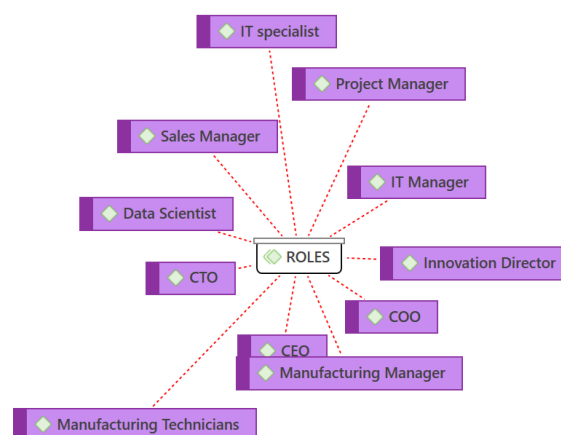 IT specialist
Project Manager
Sales Manager
IT Manager
Data Scientist
ROLES
Innovation Director
CTO
COO
CEO
Manufacturing Manager
Manufacturing Technicians